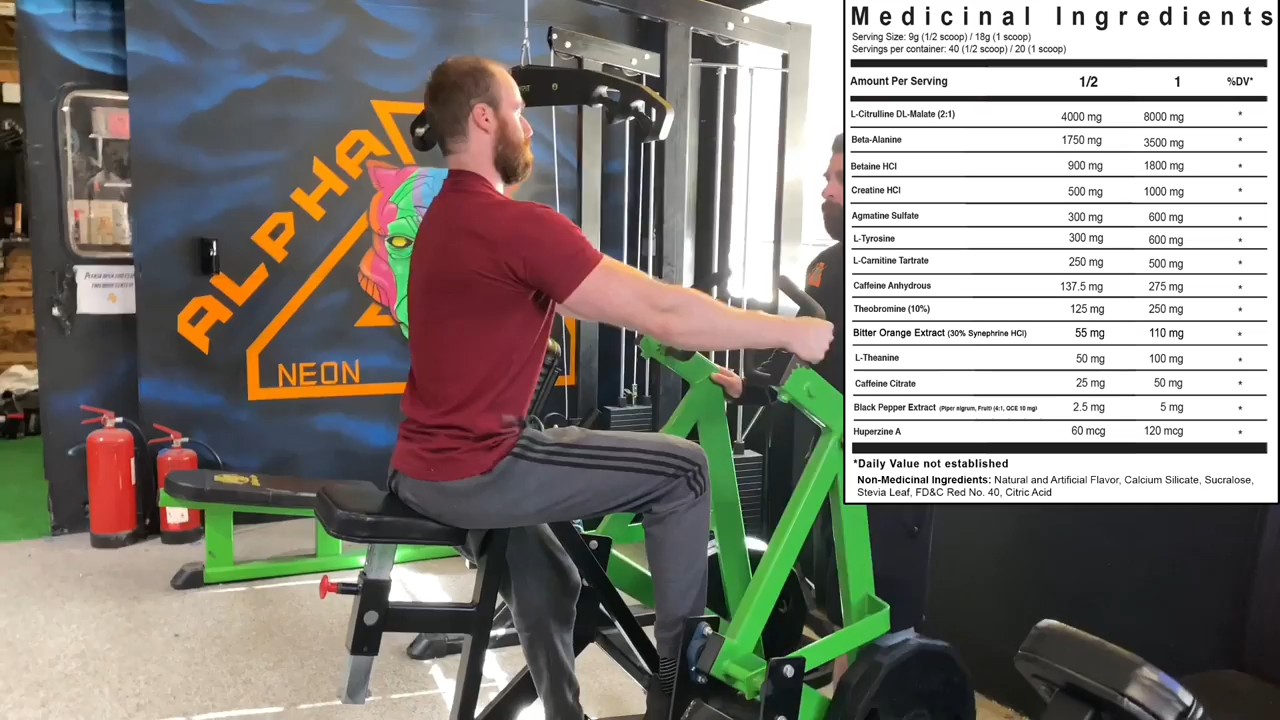 ALPHA
NEON
Medicinal Ingredients
Serving Size: 9g (1/2 scoop) / 18g (1 scoop)
Servings per container: 40 (1/2 scoop) / 20 (1 scoop)
Amount Per Serving 1/2 1 %DV*
L-Citrulline DL-Malate (2:1) 4000 mg 8000 mg *
Beta-Alanine 1750 mg 3500 mg *
Betaine HCI 900 mg 1800 mg *
Creatine HCI 500 mg 1000 mg *
Agmatine Sulfate 300 mg 600 mg *
L-Tyrosine 300 mg 600 mg *
L-Carnitine Tartrate 250 mg 500 mg *
Caffeine Anhydrous 137.5 mg 275 mg *
Theobromine (10%) 125 mg 250 mg *
Bitter Orange Extract (30% Synephrine HCI) 55 mg 110 mg *
L-Theanine 50 mg 100 mg *
Caffeine Citrate 25 mg 50 mg *
Black Pepper Extract (Piper nigrum, Fruit) (4:1, QCE 10 mg) 2.5 mg 5 mg *
Huperzine A 60 mcg 120 mcg *
*Daily Value not established
Non-Medicinal Ingredients: Natural and Artificial Flavor, Calcium Silicate, Sucralose,
Stevia Leaf, FD&C Red No. 40, Citric Acid